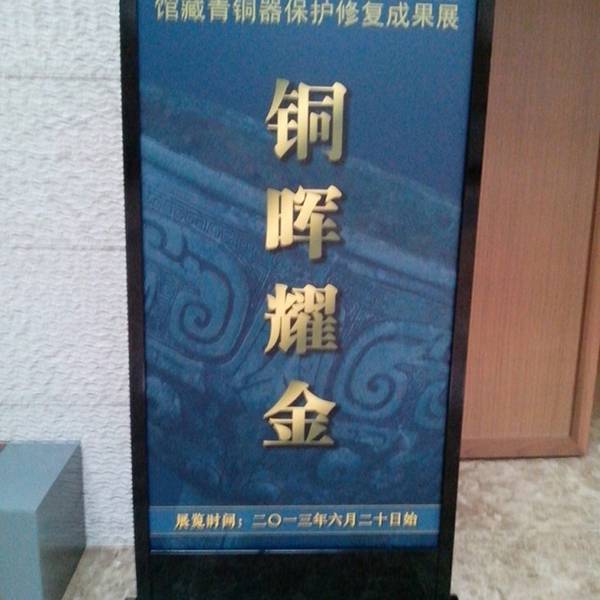 馆藏青铜器保护修复成果展
铜晖耀金
展览时间：二〇一三年六月二十日始